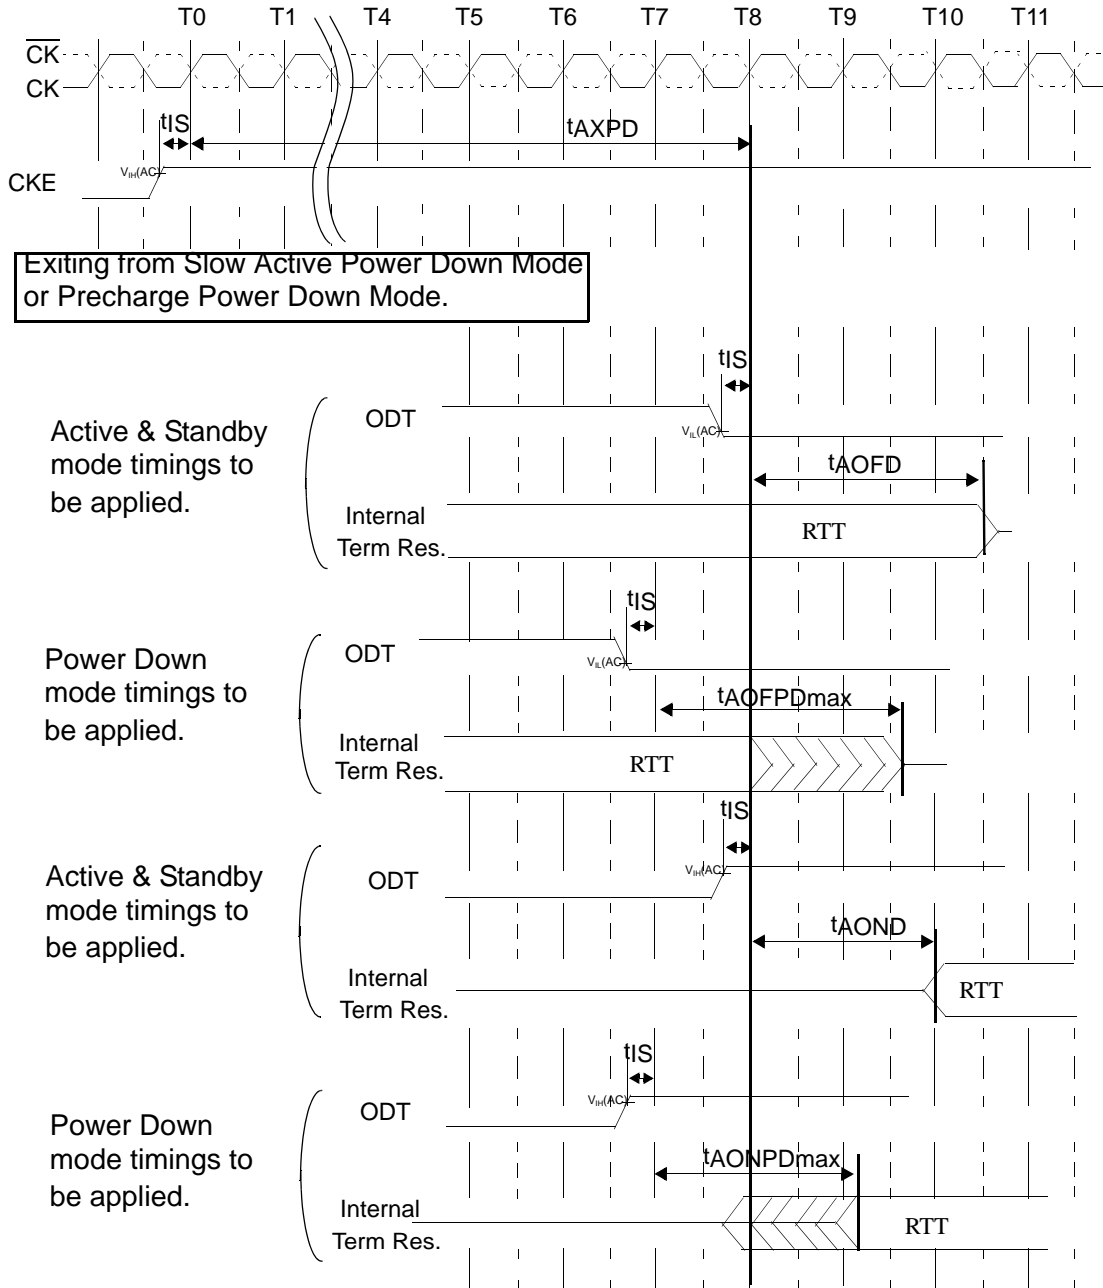 T0 T1 T4 T5 T6 T7 T8 T9 T10 T11
CK
CK
tIS
tAXPD
VIH(AC)
CKE
Exiting from Slow Active Power Down Mode
or Precharge Power Down Mode.
tIS
Active & Standby
mode timings to
be applied.
ODT
VIL(AC)
tAOFD
Internal
Term Res.
RTT
tIS
Power Down
mode timings to
be applied.
ODT
VIL(AC)
tAOFPDmax
Internal
Term Res.
RTT
tIS
Active & Standby
mode timings to
be applied.
ODT
VIH(AC)
tAOND
Internal
Term Res.
RTT
tIS
Power Down
mode timings to
be applied.
ODT
VIH(AC)
tAONPDmax
Internal
Term Res.
RTT